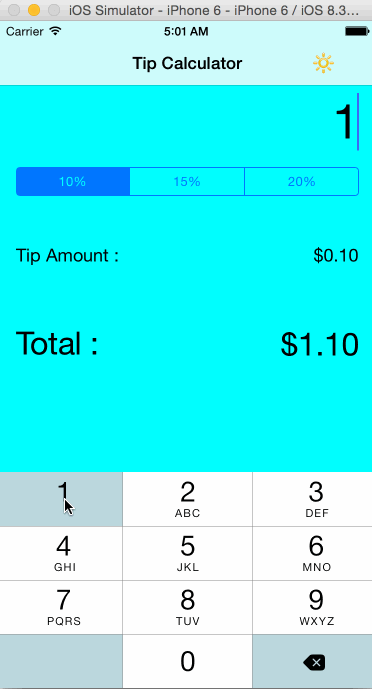 iOS Simulator - iPhone 6 - iPhone 6 / iOS 8.3...
Carrier 5:01 AM
Tip Calculator
1
10% 15% 20%
Tip Amount : $0.10
Total : $1.10
1 2 3
ABC DEF
4 5 6
GHI JKL MNO
7 8 9
PQRS TUV WXYZ
0